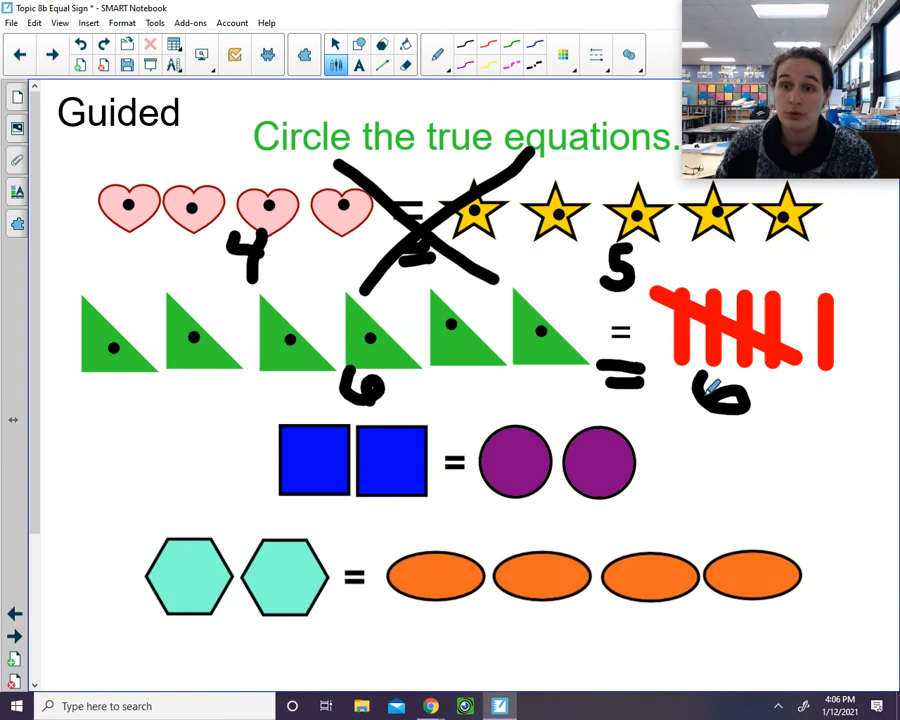 Topic 8b Equal Sign * - SMART Notebook
File Edit View Insert Format Tools Add-ons Account Help
Guided
Circle the true equations.
=
4 = 5
=
6 = 6
=
=
Type here to search
4:06 PM
1/12/2021